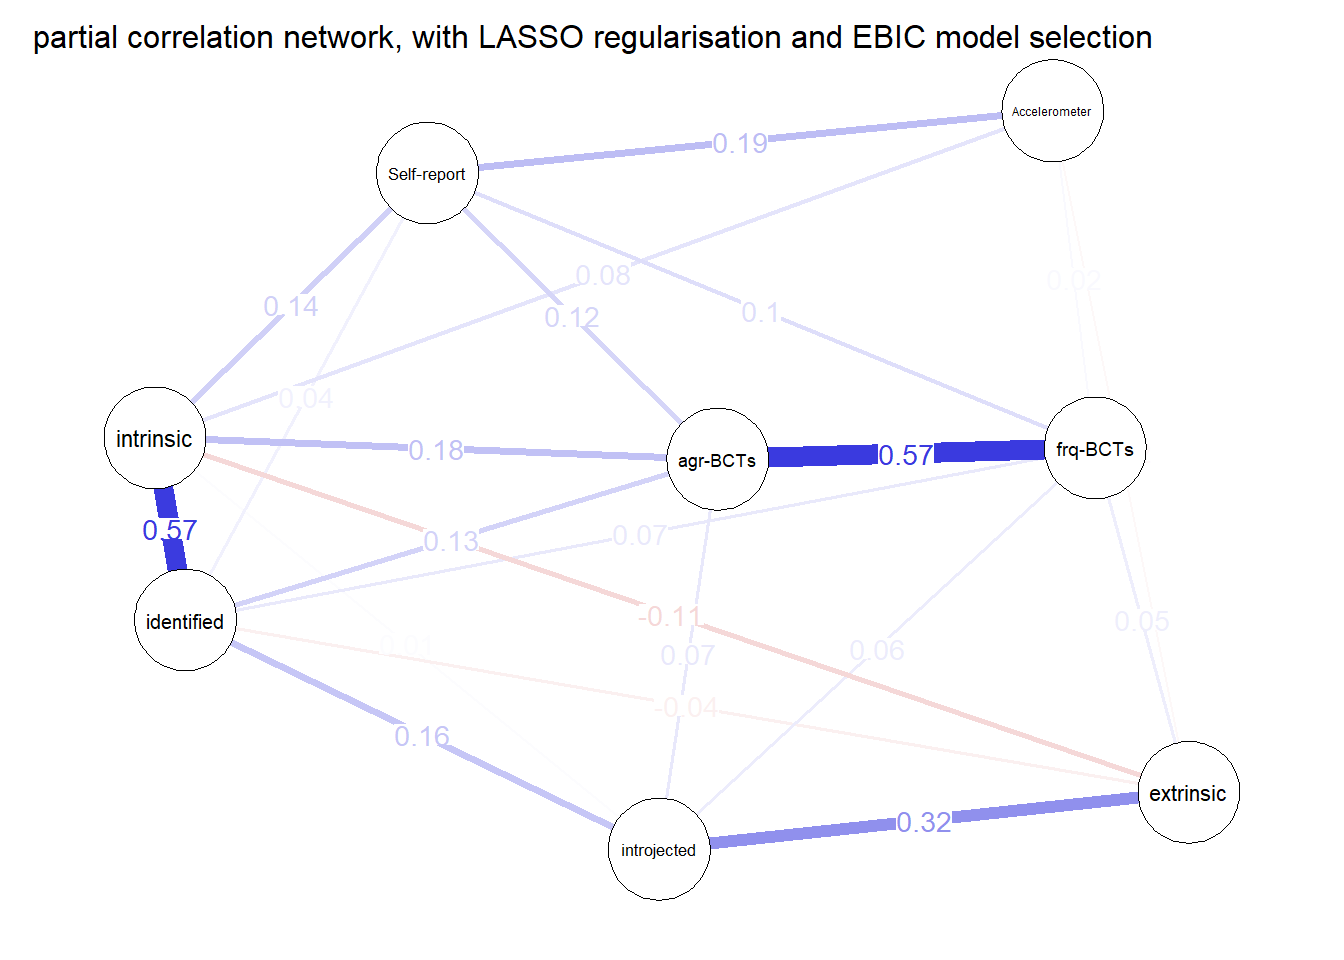 partial correlation network, with LASSO regularisation and EBIC model selection
Accelerometer
0.19
Self-report
0.08
0.02
0.14
0.12
0.1
0.04
intrinsic
0.18
agr-BCTs
0.57
frq-BCTs
0.57
0.13
0.07
identified
-0.11
0.05
0.01
0.07
0.06
-0.04
0.16
extrinsic
0.32
introjected